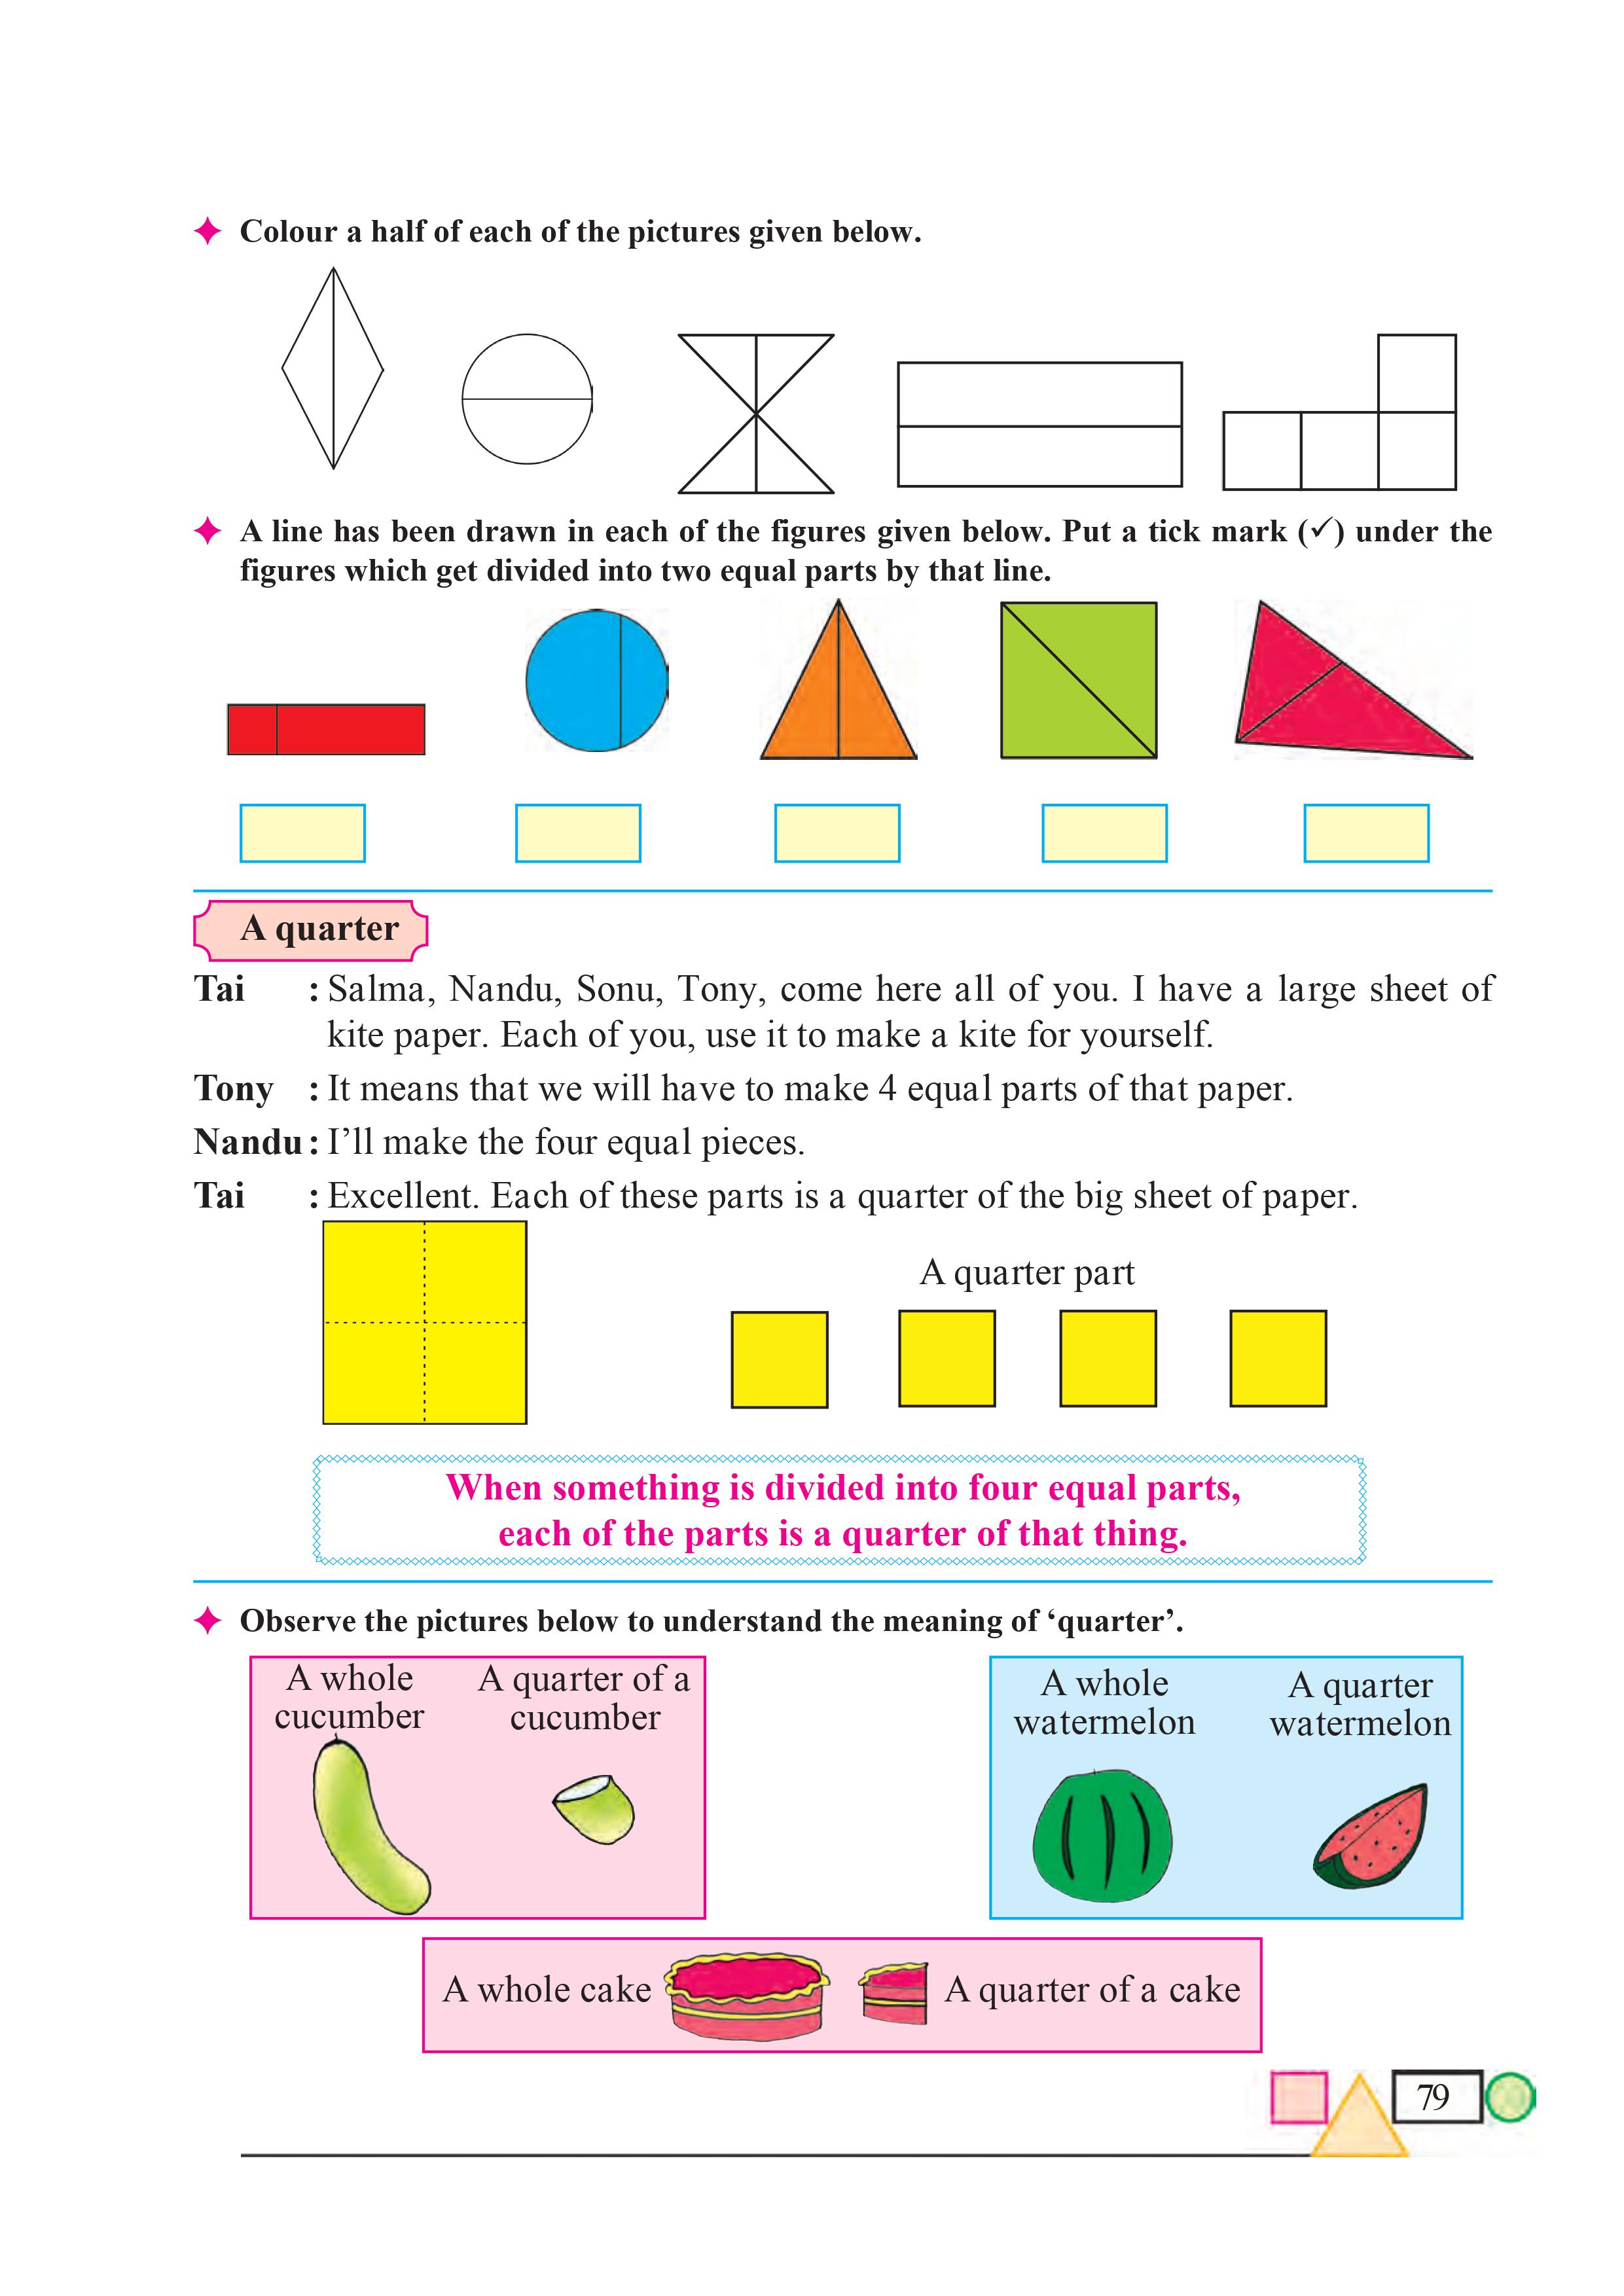 Colour a half of each of the pictures given below.
A line has been drawn in each of the figures given below. Put a tick mark (✓) under the
figures which get divided into two equal parts by that line.
A quarter
Tai : Salma, Nandu, Sonu, Tony, come here all of you. I have a large sheet of
kite paper. Each of you, use it to make a kite for yourself.
Tony : It means that we will have to make 4 equal parts of that paper.
Nandu : I’ll make the four equal pieces.
Tai : Excellent. Each of these parts is a quarter of the big sheet of paper.
A quarter part
When something is divided into four equal parts,
each of the parts is a quarter of that thing.
Observe the pictures below to understand the meaning of ‘quarter’.
A whole
cucumber
A quarter of a
cucumber
A whole
watermelon
A quarter
watermelon
A whole cake
A quarter of a cake
79